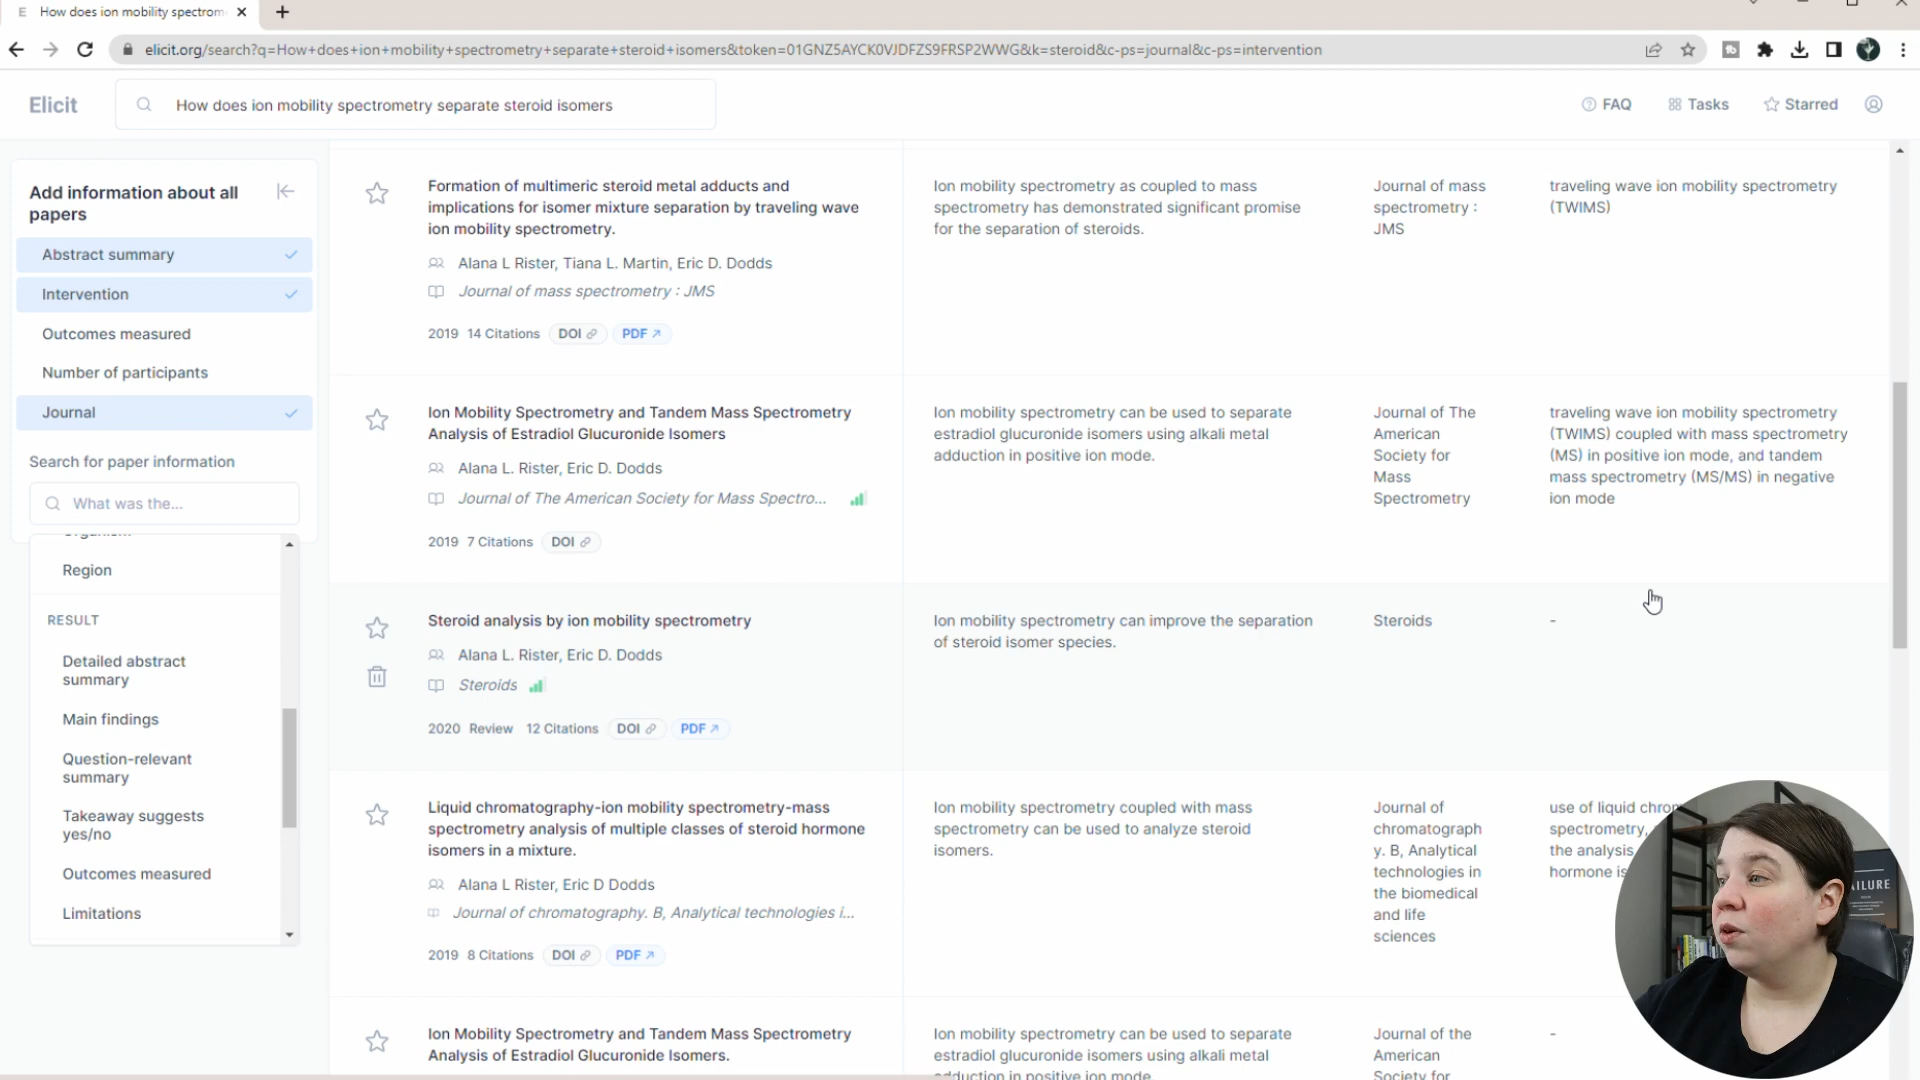 E How does ion mobility spectrom
elicit.org/search?q=How+does+ion+mobility+spectrometry+separate+steroid+isomers&token=01GNZ5AYCK0VJDFZS9FRSP2WWG&k=steroid&c-ps=journal&c-ps=intervention
Elicit
How does ion mobility spectrometry separate steroid isomers
FAQ
Tasks
Starred
Add information about all
papers
Abstract summary
Intervention
Outcomes measured
Number of participants
Journal
Search for paper information
What was the...
Region
RESULT
Detailed abstract
summary
Main findings
Question-relevant
summary
Takeaway suggests
yes/no
Outcomes measured
Limitations
Formation of multimeric steroid metal adducts and
implications for isomer mixture separation by traveling wave
ion mobility spectrometry.
Alana L Rister, Tiana L. Martin, Eric D. Dodds
Journal of mass spectrometry : JMS
2019 14 Citations DOI PDF
Ion mobility spectrometry as coupled to mass
spectrometry has demonstrated significant promise
for the separation of steroids.
Journal of mass
spectrometry :
JMS
traveling wave ion mobility spectrometry
(TWIMS)
Ion Mobility Spectrometry and Tandem Mass Spectrometry
Analysis of Estradiol Glucuronide Isomers
Alana L. Rister, Eric D. Dodds
Journal of The American Society for Mass Spectro...
2019 7 Citations DOI
Ion mobility spectrometry can be used to separate
estradiol glucuronide isomers using alkali metal
adduction in positive ion mode.
Journal of The
American
Society for
Mass
Spectrometry
traveling wave ion mobility spectrometry
(TWIMS) coupled with mass spectrometry
(MS) in positive ion mode, and tandem
mass spectrometry (MS/MS) in negative
ion mode
Steroid analysis by ion mobility spectrometry
Alana L. Rister, Eric D. Dodds
Steroids
2020 Review 12 Citations DOI PDF
Ion mobility spectrometry can improve the separation
of steroid isomer species.
Steroids
-
Liquid chromatography-ion mobility spectrometry-mass
spectrometry analysis of multiple classes of steroid hormone
isomers in a mixture.
Alana L Rister, Eric D Dodds
Journal of chromatography. B, Analytical technologies i...
2019 8 Citations DOI PDF
Ion mobility spectrometry coupled with mass
spectrometry can be used to analyze steroid
isomers.
Journal of
chromatograph
y. B, Analytical
technologies in
the biomedical
and life
sciences
use of liquid chrom
spectrometry,
the analysis
hormone is
Ion Mobility Spectrometry and Tandem Mass Spectrometry
Analysis of Estradiol Glucuronide Isomers.
Ion mobility spectrometry can be used to separate
estradiol glucuronide isomers using alkali metal
adduction in positive ion mode.
Journal of the
American
Society for
-
AILURE